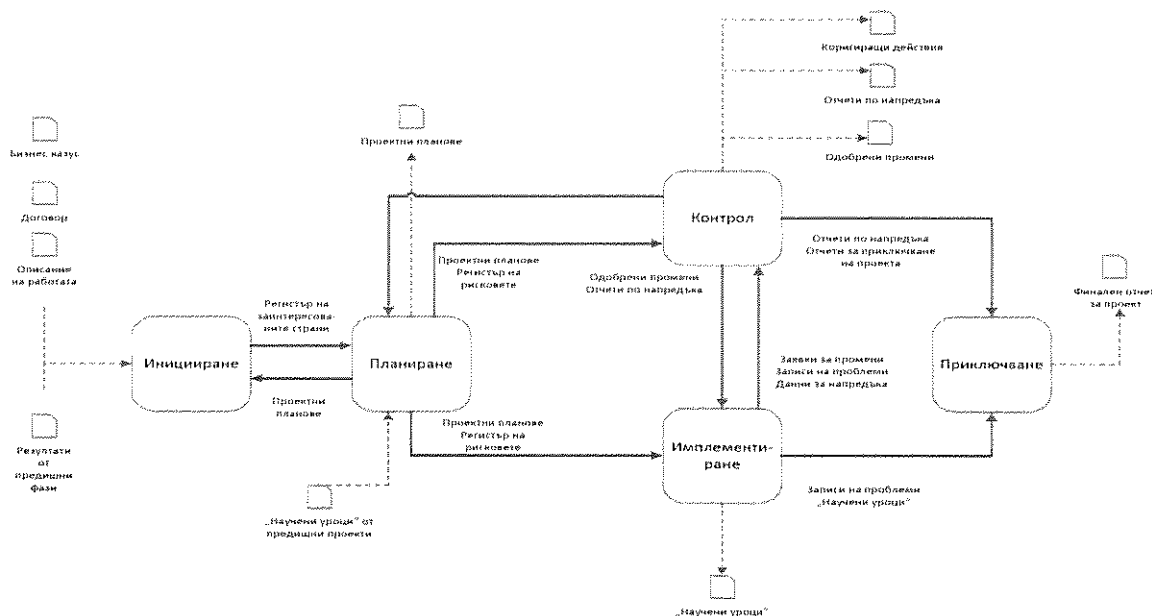 Коригиращи действия
Отчети по напредъка
Одобрени промени
Проектни планове
Бизнес казус
Договор
Описание
на работата
Контрол
Отчети по напредъка
Отчети за приключване
на проекта
Проектни планове
Регистър на
рисковете
Одобрени промени
Отчети по напредъка
Финален отчет
за проект
Регистър на
заинтересова-
ните страни
Иницииране
Планиране
Приключване
Заявки за промени
Записи на проблеми
Данни за напредъка
Проектни
планове
Проектни планове
Регистър на
рисковете
Имплементи-
ране
Резултати
от
предишни
фази
Записи на проблеми
„Научени уроци“
„Научени уроци“ от
предишни проекти
„Научени уроци“